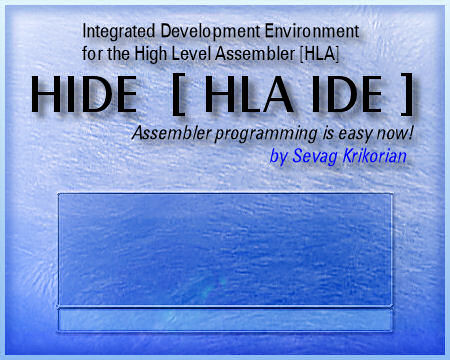 Integrated Development Environment
for the High Level Assembler [HLA]
HIDE [ HLA IDE ]
Assembler programming is easy now!
by Sevag Krikorian